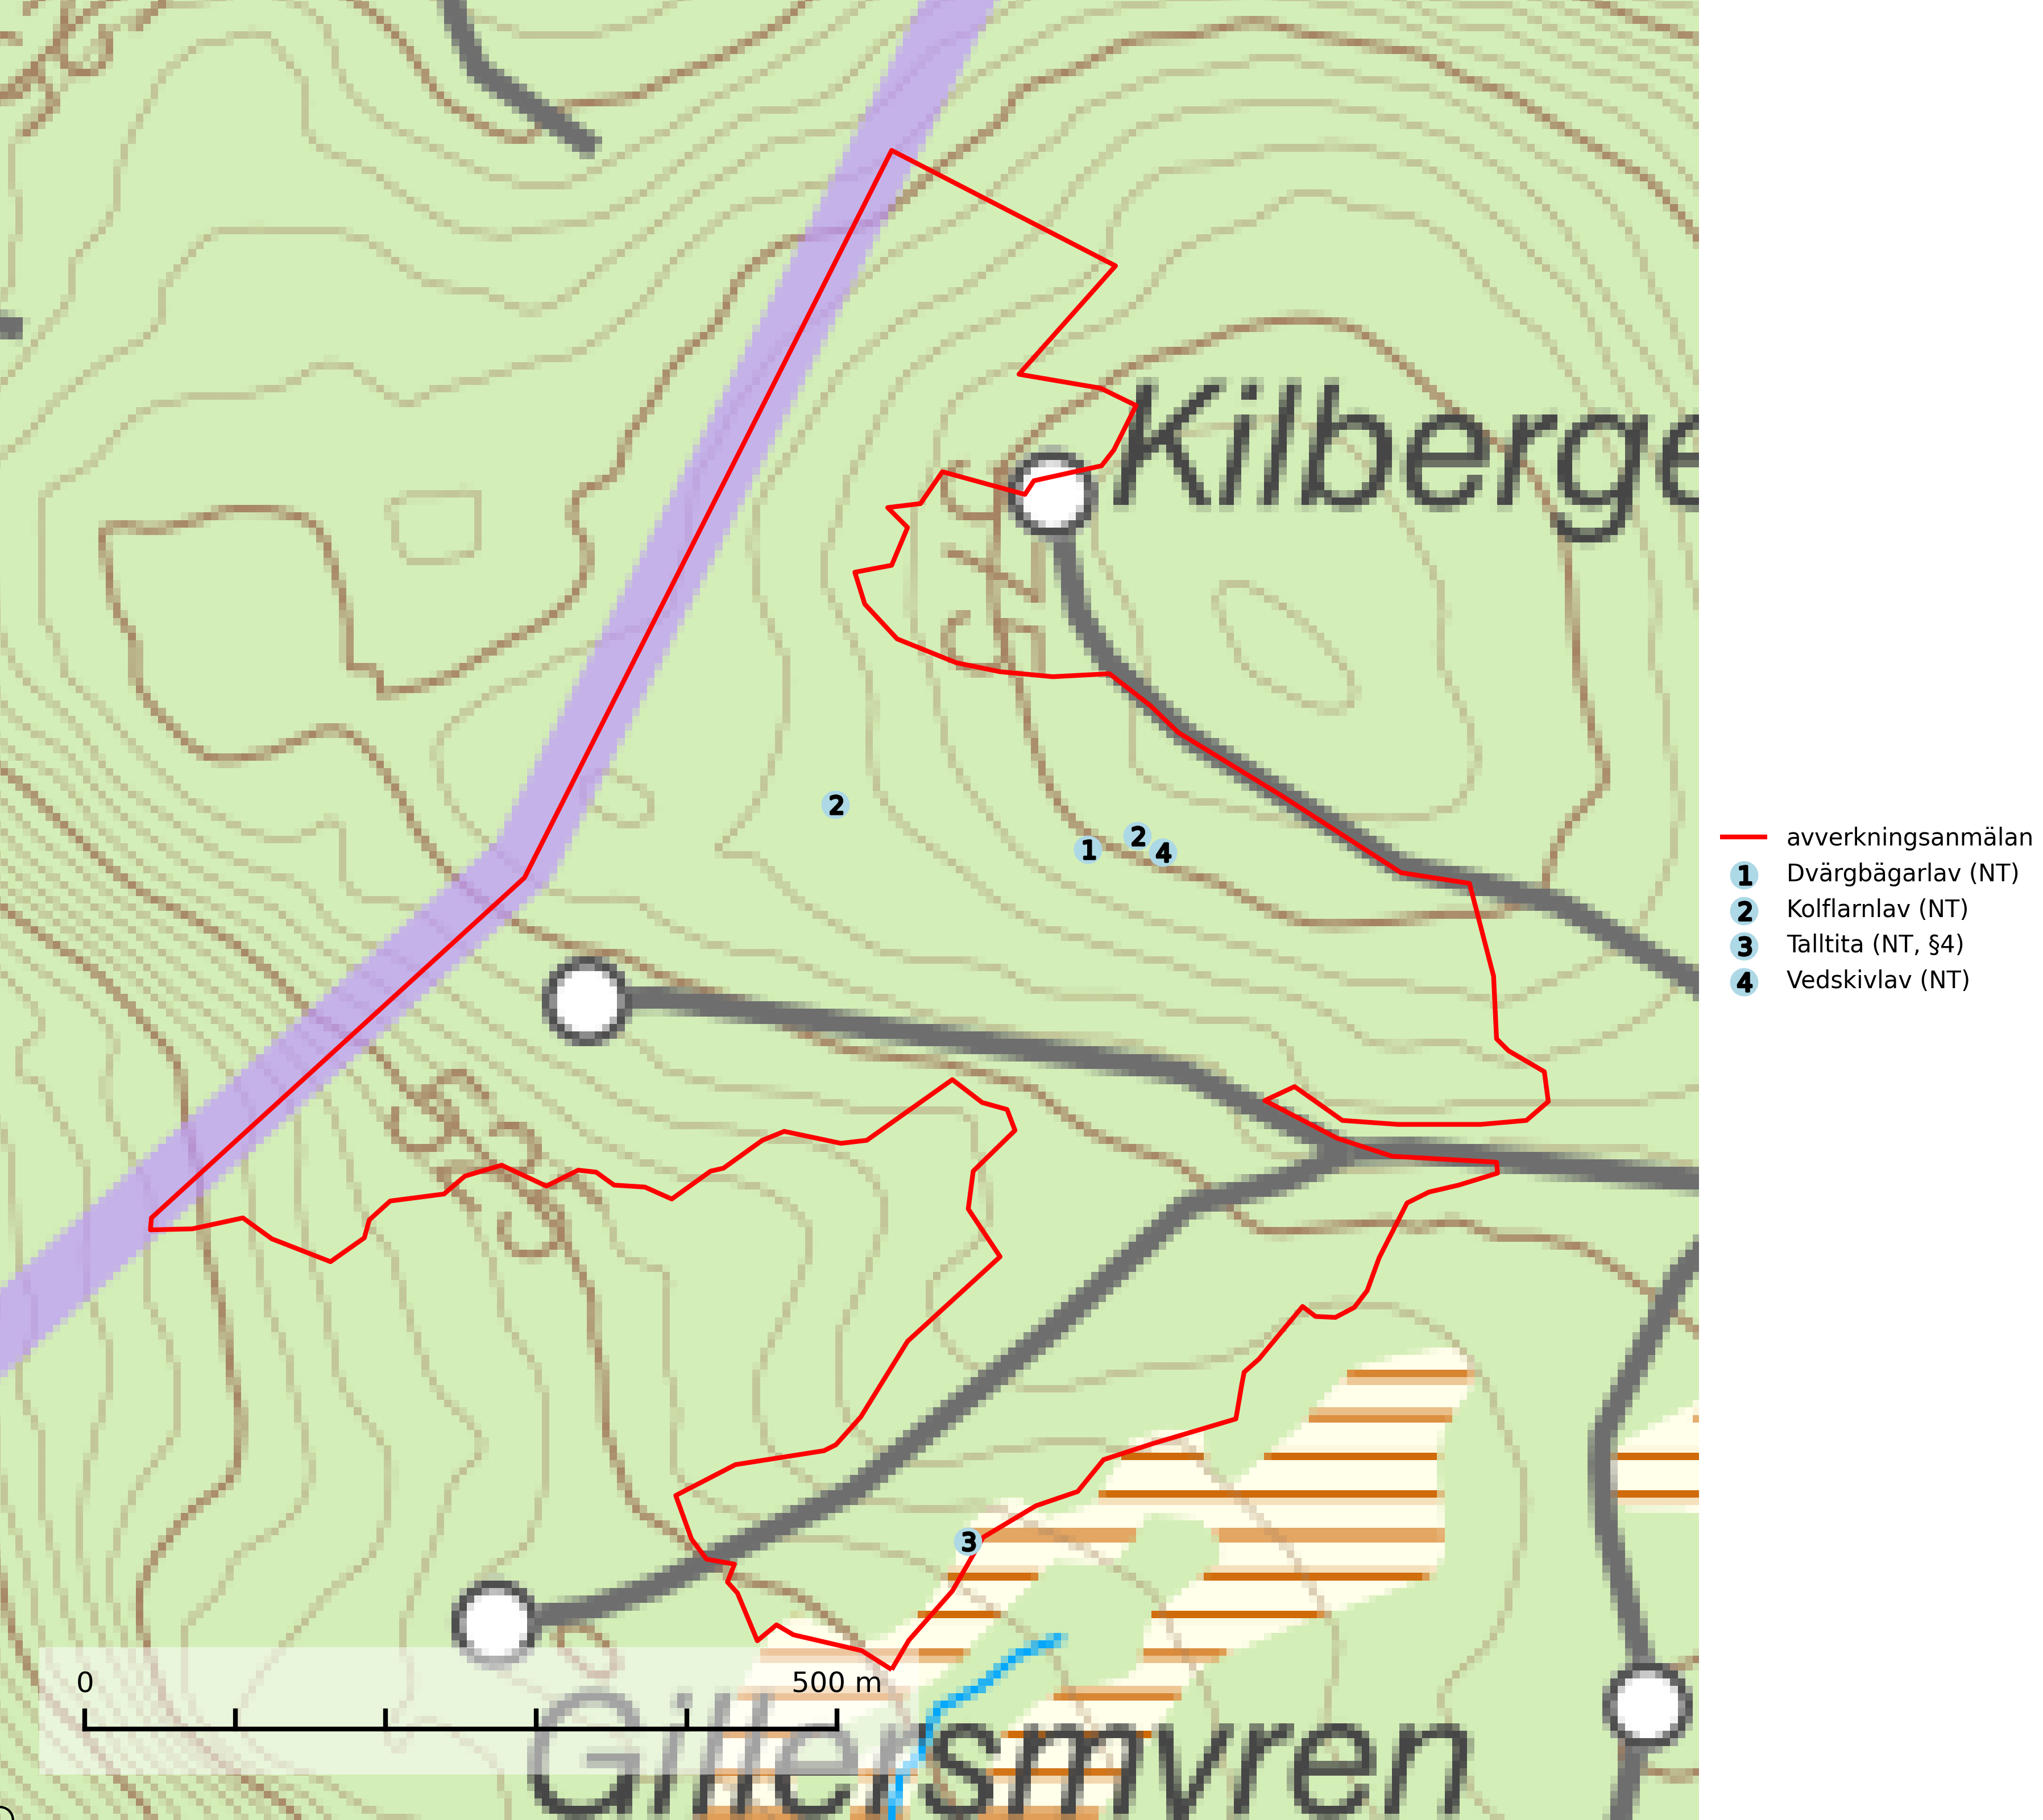 Kilberge
575
2
1
2
4
avverkningsanmälan
1 Dvärgbägarlav (NT)
2 Kolflarnlav (NT)
3 Talltita (NT, §4)
4 Vedskivlav (NT)
3
0
500 m
Gillersmyren